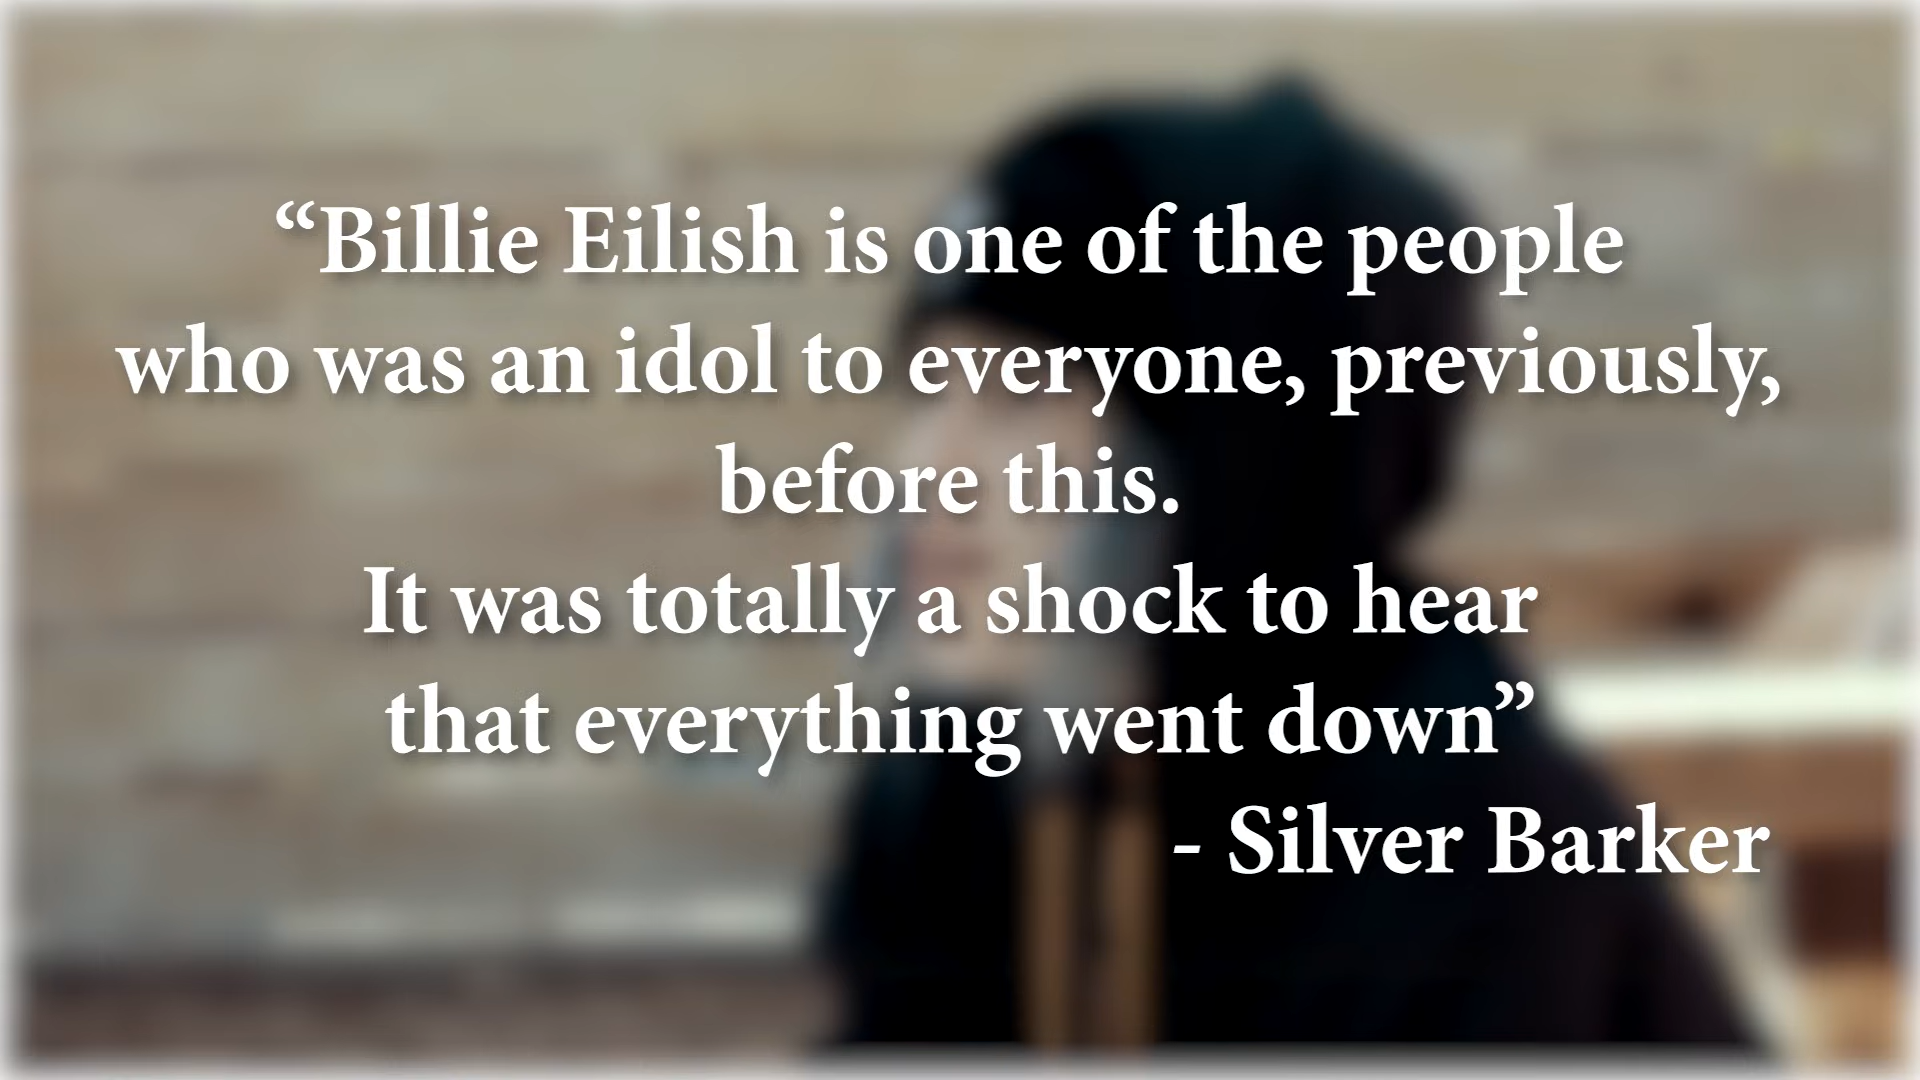 “Billie Eilish is one of the people
who was an idol to everyone, previously,
before this.
It was totally a shock to hear
that everything went down”
- Silver Barker